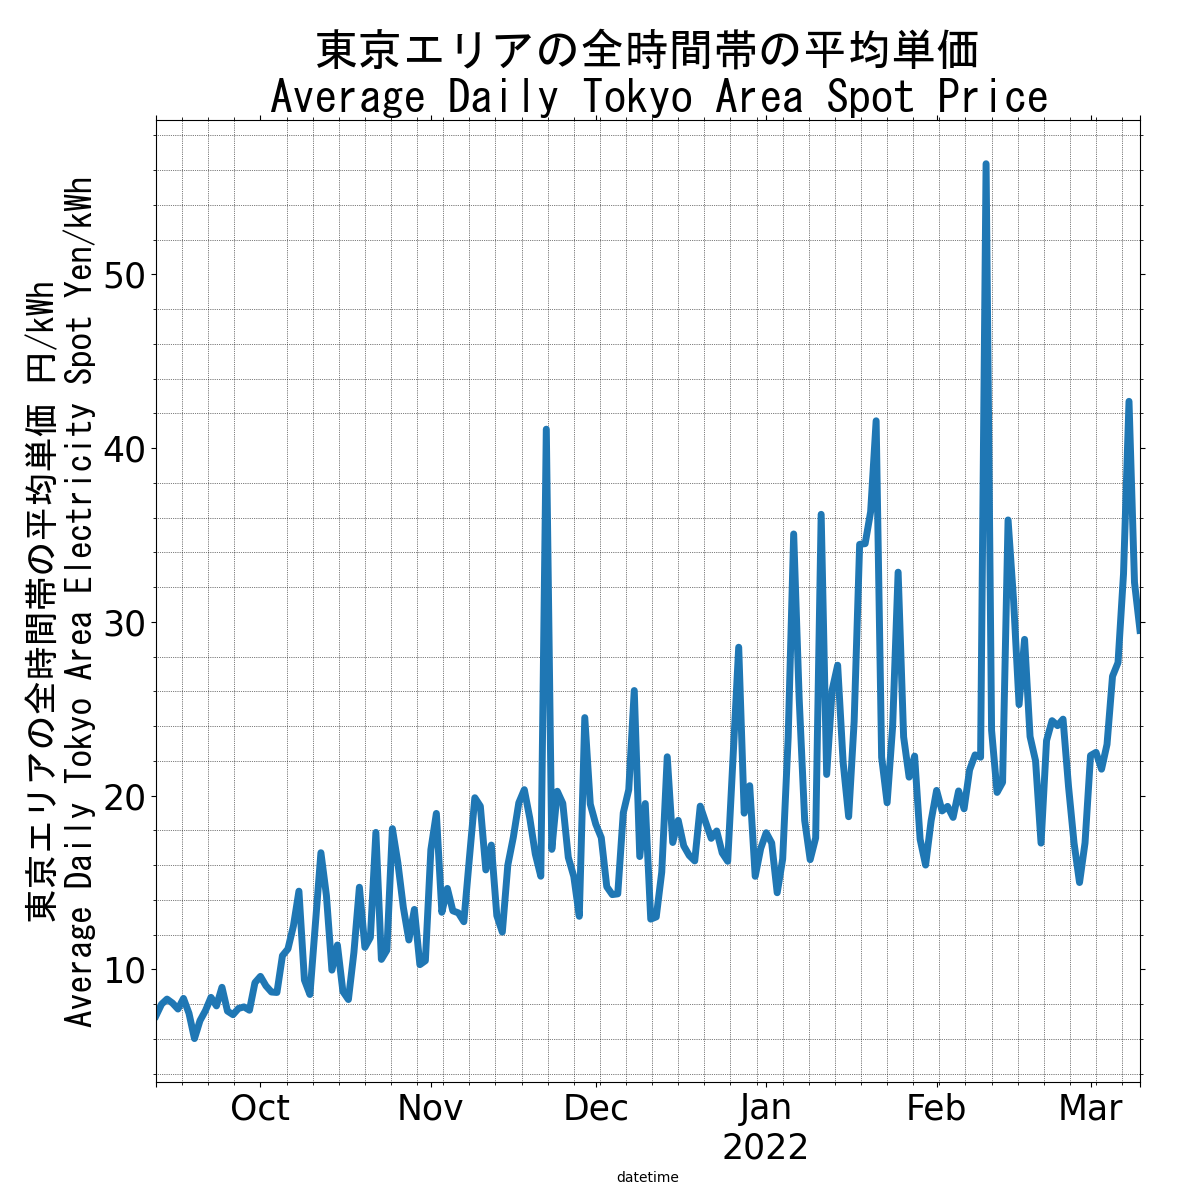 東京エリアの全時間帯の平均単価
Average Daily Tokyo Area Spot Price
東京エリアの全時間帯の平均単価 円/kWh
Average Daily Tokyo Area Electricity Spot Yen/kWh
50
40
30
20
10
Oct Nov Dec Jan Feb Mar
2022
datetime